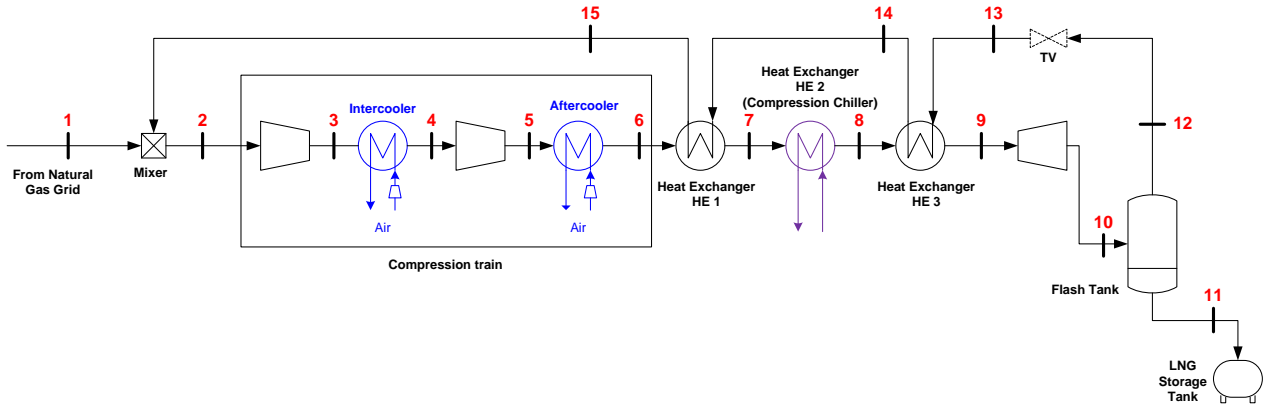 15
14
13
Heat Exchanger
HE 2
(Compression Chiller)
TV
Intercooler
Aftercooler
1
2
3
4
5
6
7
8
9
12
From Natural
Gas Grid
Mixer
Heat Exchanger
HE 1
Heat Exchanger
HE 3
Air
Air
10
Compression train
Flash Tank
11
LNG
Storage
Tank